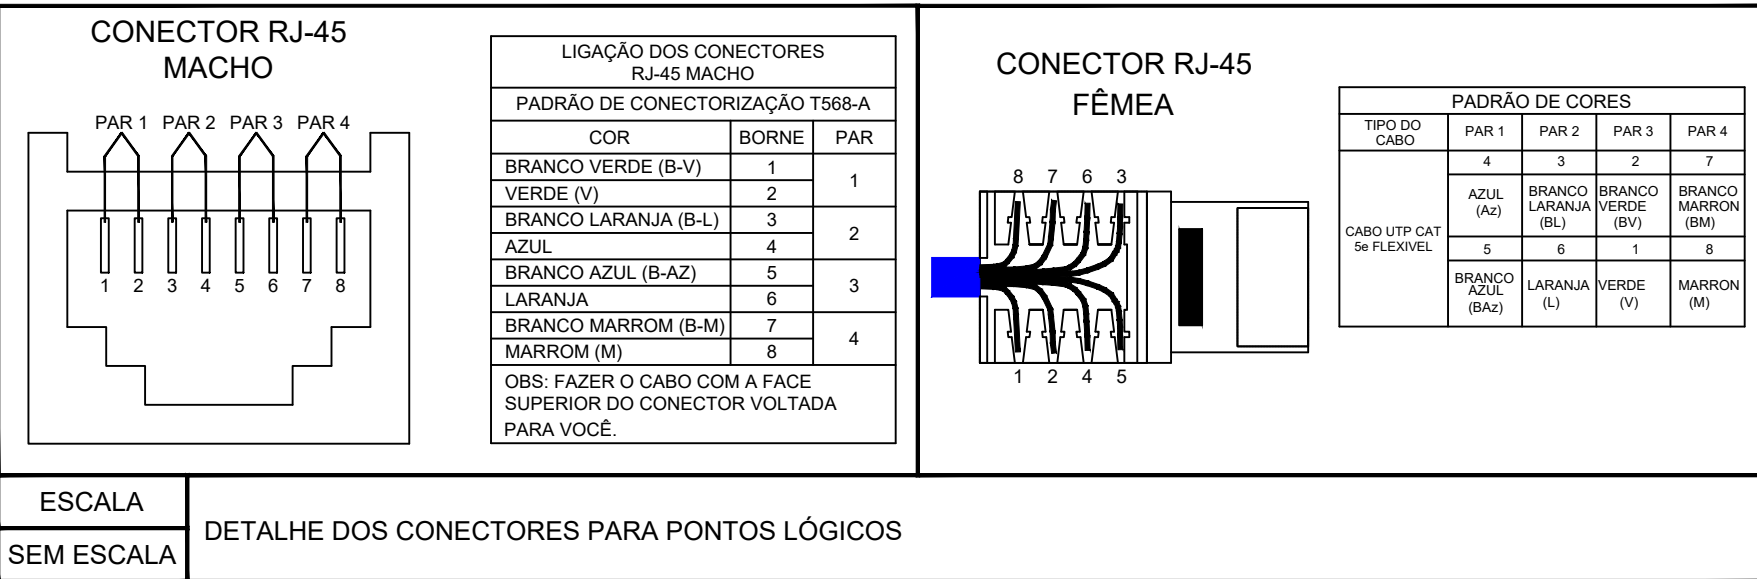 CONECTOR RJ-45
MACHO
PAR 1 PAR 2 PAR 3 PAR 4
1 2 3 4 5 6 7 8
LIGAÇÃO DOS CONECTORES
RJ-45 MACHO
PADRÃO DE CONECTORIZAÇÃO T568-A
COR BORNE PAR
BRANCO VERDE (B-V) 1
1
VERDE (V) 2
BRANCO LARANJA (B-L) 3
2
AZUL 4
BRANCO AZUL (B-AZ) 5
3
LARANJA 6
BRANCO MARROM (B-M) 7
4
MARROM (M) 8
OBS: FAZER O CABO COM A FACE
SUPERIOR DO CONECTOR VOLTADA
PARA VOCÊ.
CONECTOR RJ-45
FÊMEA
8 7 6 3
1 2 4 5
PADRÃO DE CORES
TIPO DO
CABO
PAR 1 PAR 2 PAR 3 PAR 4
CABO UTP CAT
5e FLEXIVEL
4 3 2 7
AZUL
(Az)
BRANCO
LARANJA
(BL)
BRANCO
VERDE
(BV)
BRANCO
MARRON
(BM)
5 6 1 8
BRANCO
AZUL
(BAz)
LARANJA
(L)
VERDE
(V)
MARRON
(M)
ESCALA
SEM ESCALA
DETALHE DOS CONECTORES PARA PONTOS LÓGICOS